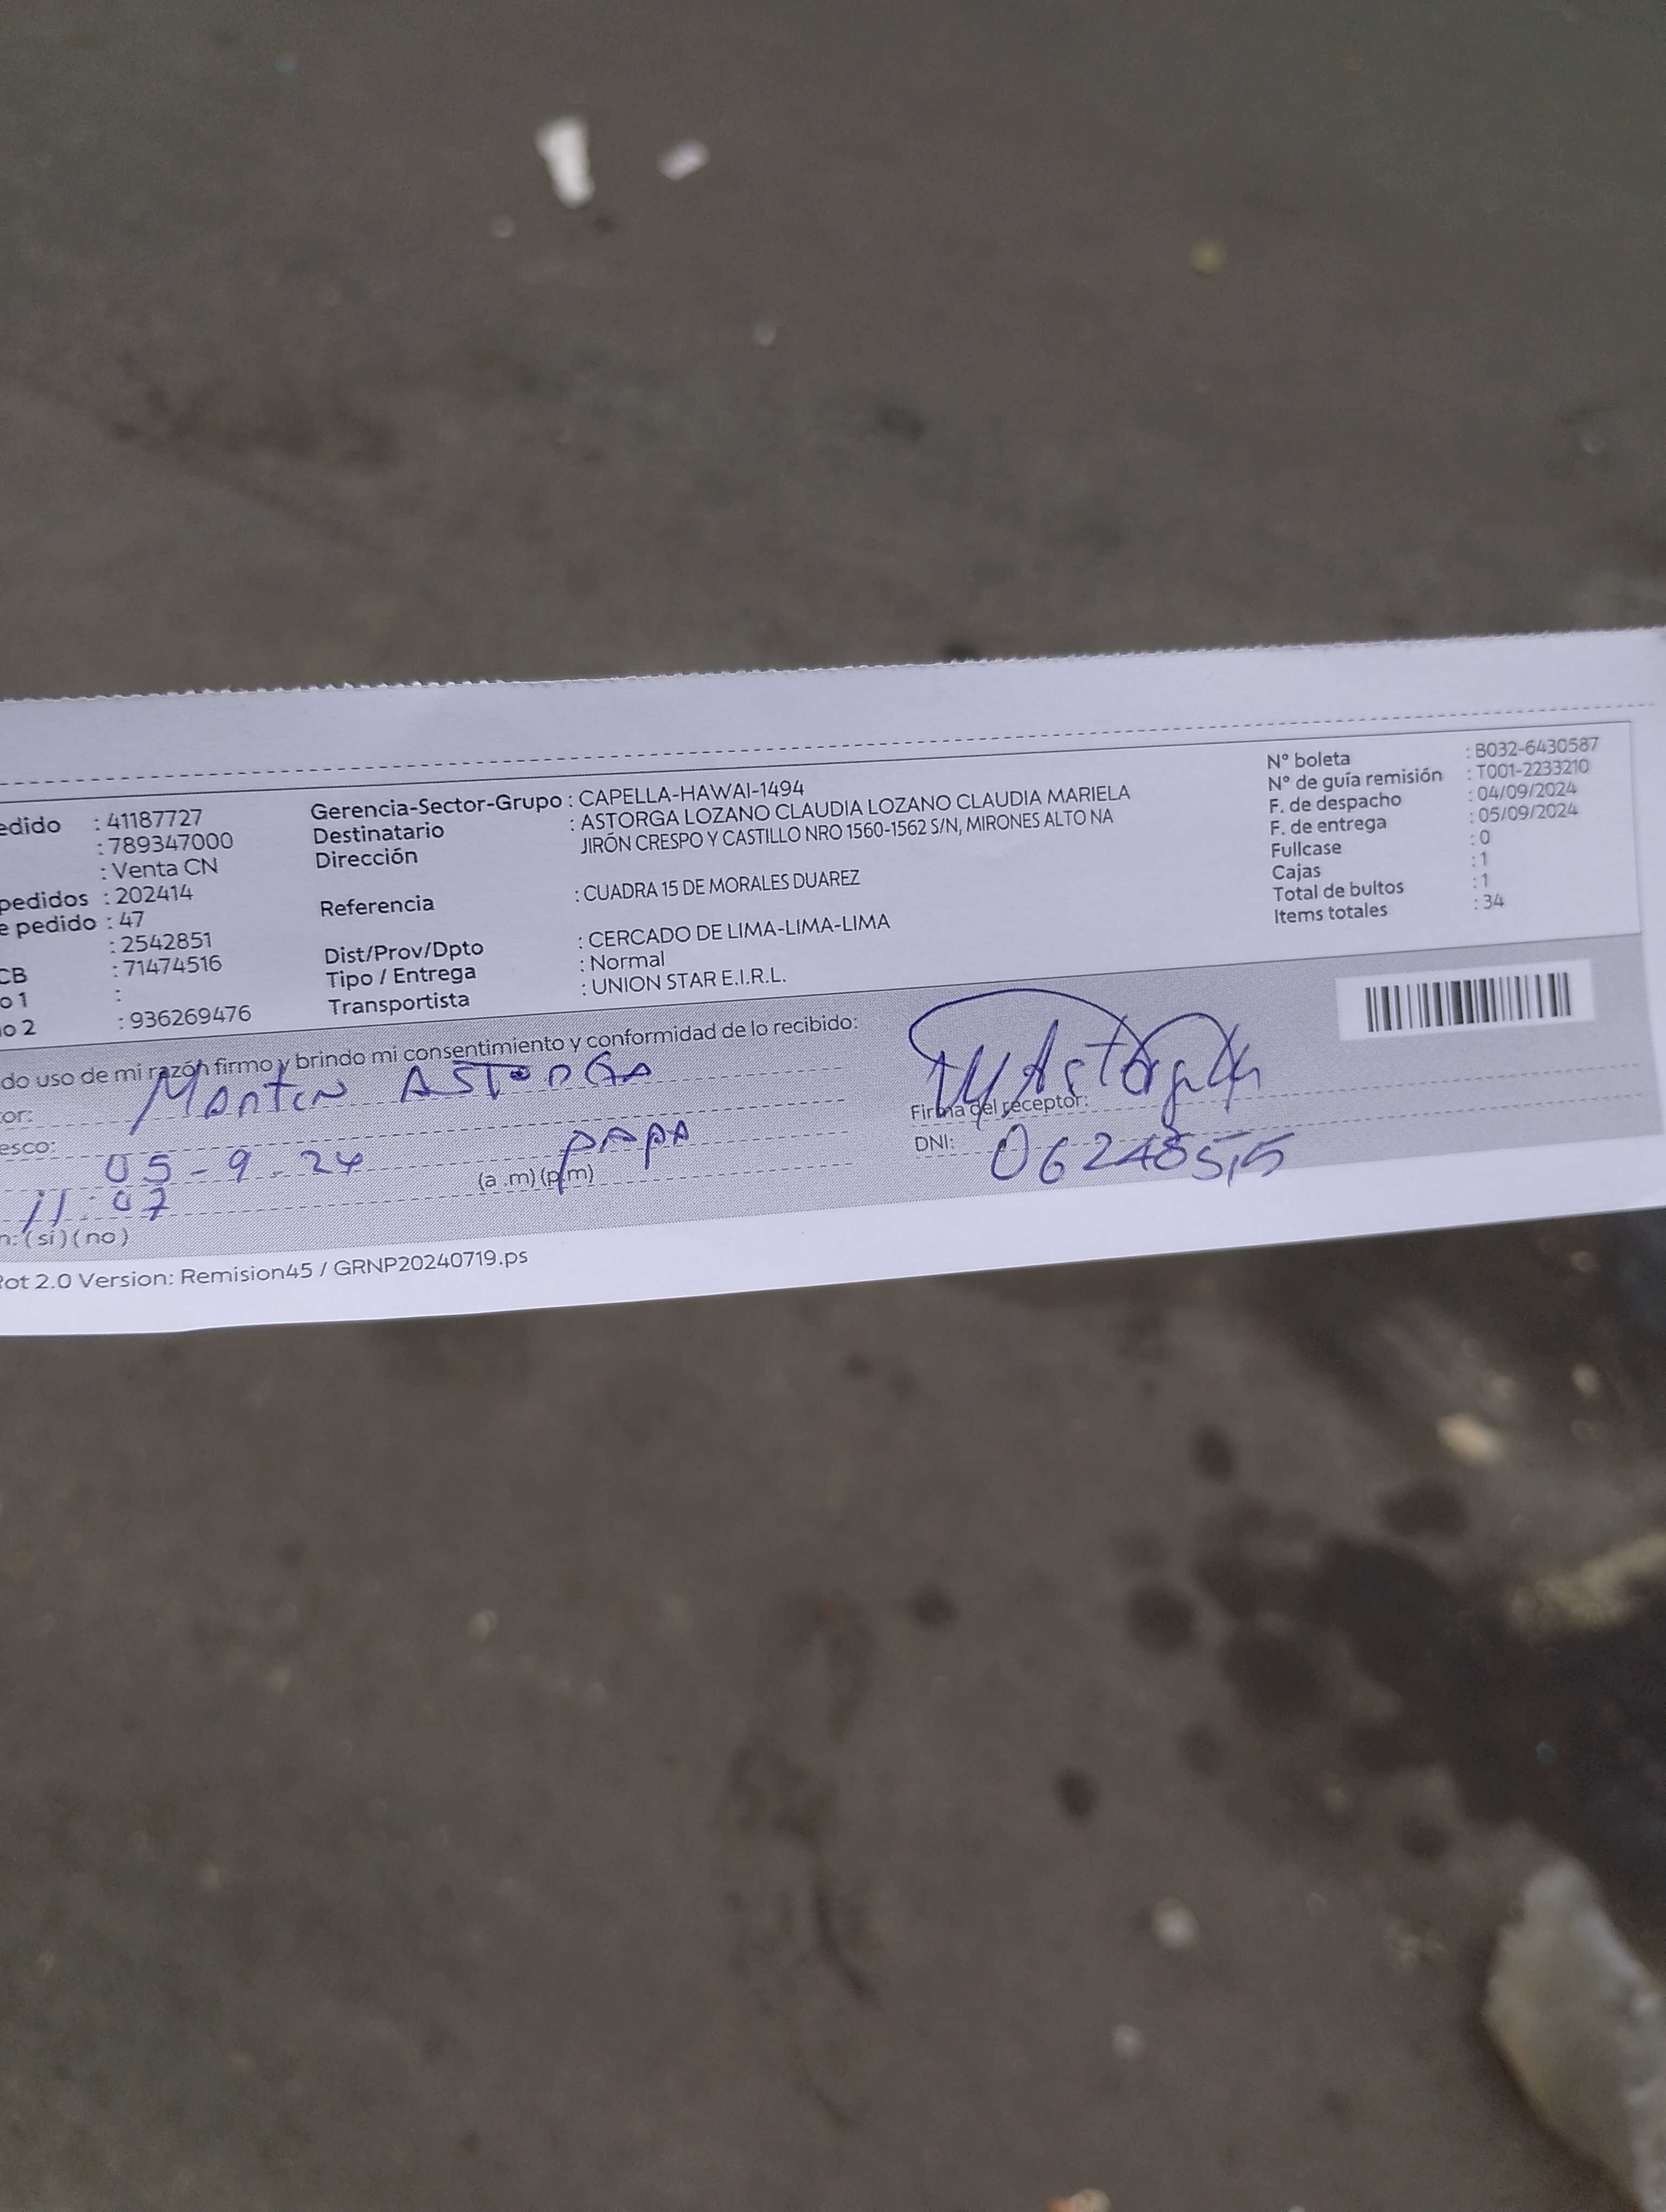 edido : 41187727
: 789347000
: Venta CN
pedidos : 202414
e pedido : 47
: 2542851
CB : 71474516
o 1 :
no 2 : 936269476
Gerencia-Sector-Grupo : CAPELLA-HAWAI-1494
Destinatario : ASTORGA LOZANO CLAUDIA LOZANO CLAUDIA MARIELA
Dirección JIRÓN CRESPO Y CASTILLO NRO 1560-1562 S/N, MIRONES ALTO NA
Referencia : CUADRA 15 DE MORALES DUAREZ
Dist/Prov/Dpto : CERCADO DE LIMA-LIMA-LIMA
Tipo / Entrega : Normal
Transportista : UNION STAR E.I.R.L.
N° boleta : B032-6430587
N° de guía remisión : T001-2233210
F. de despacho : 04/09/2024
F. de entrega : 05/09/2024
Fullcase : 0
Cajas : 1
Total de bultos : 1
Items totales : 34
do uso de mi razón firmo y brindo mi consentimiento y conformidad de lo recibido:
or: Martin ASTORGA
esco: PAPA
05-9-24
11:07 (a.m) (p.m)
n: (si) (no)
MAstorga
Firma del receptor:
DNI:
Rot 2.0 Version: Remision45 / GRNP20240719.ps